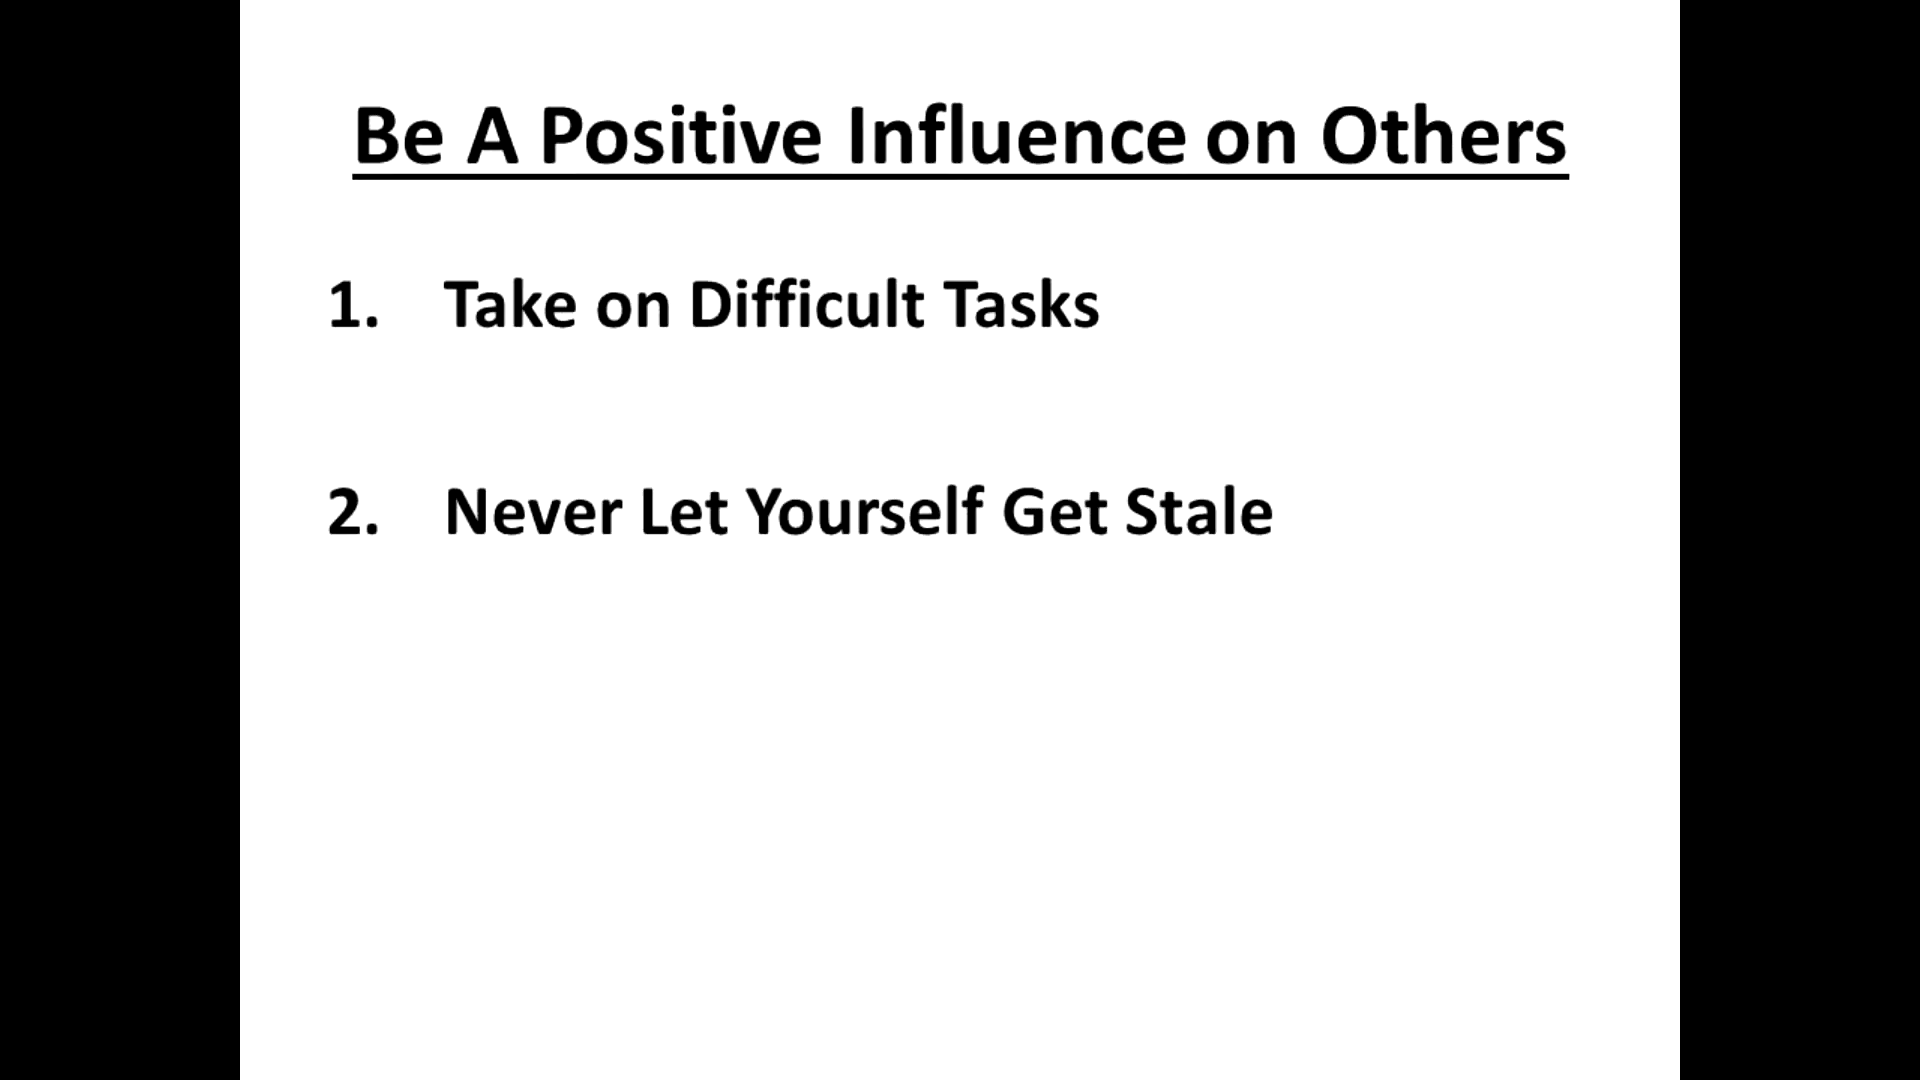 Be A Positive Influence on Others
1. Take on Difficult Tasks
2. Never Let Yourself Get Stale